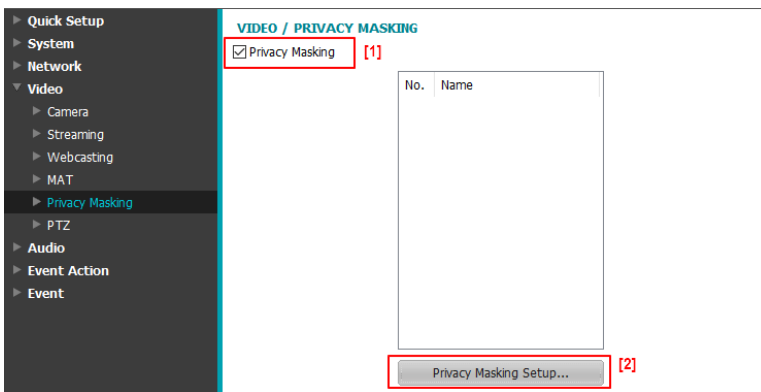 Quick Setup
System
Network
Video
Camera
Streaming
Webcasting
MAT
Privacy Masking
PTZ
Audio
Event Action
Event
VIDEO / PRIVACY MASKING
Privacy Masking [1]
No. Name
Privacy Masking Setup... [2]